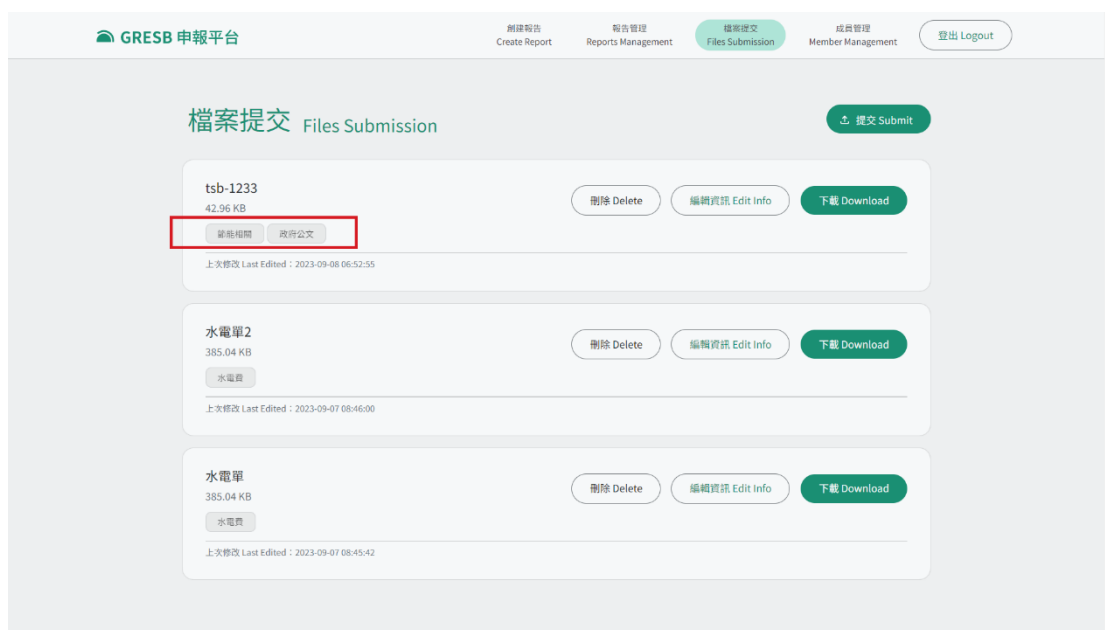 GRESB 申報平台
創建報告
Create Report
報告管理
Reports Management
檔案提交
Files Submission
成員管理
Member Management
登出 Logout
檔案提交 Files Submission
提交 Submit
tsb-1233
42.96 KB
節能相關
政府公文
刪除 Delete
編輯資訊 Edit Info
下載 Download
上次修改 Last Edited：2023-09-08 06:52:55
水電單2
385.04 KB
水電費
刪除 Delete
編輯資訊 Edit Info
下載 Download
上次修改 Last Edited：2023-09-07 08:46:00
水電單
385.04 KB
水電費
刪除 Delete
編輯資訊 Edit Info
下載 Download
上次修改 Last Edited：2023-09-07 08:45:42